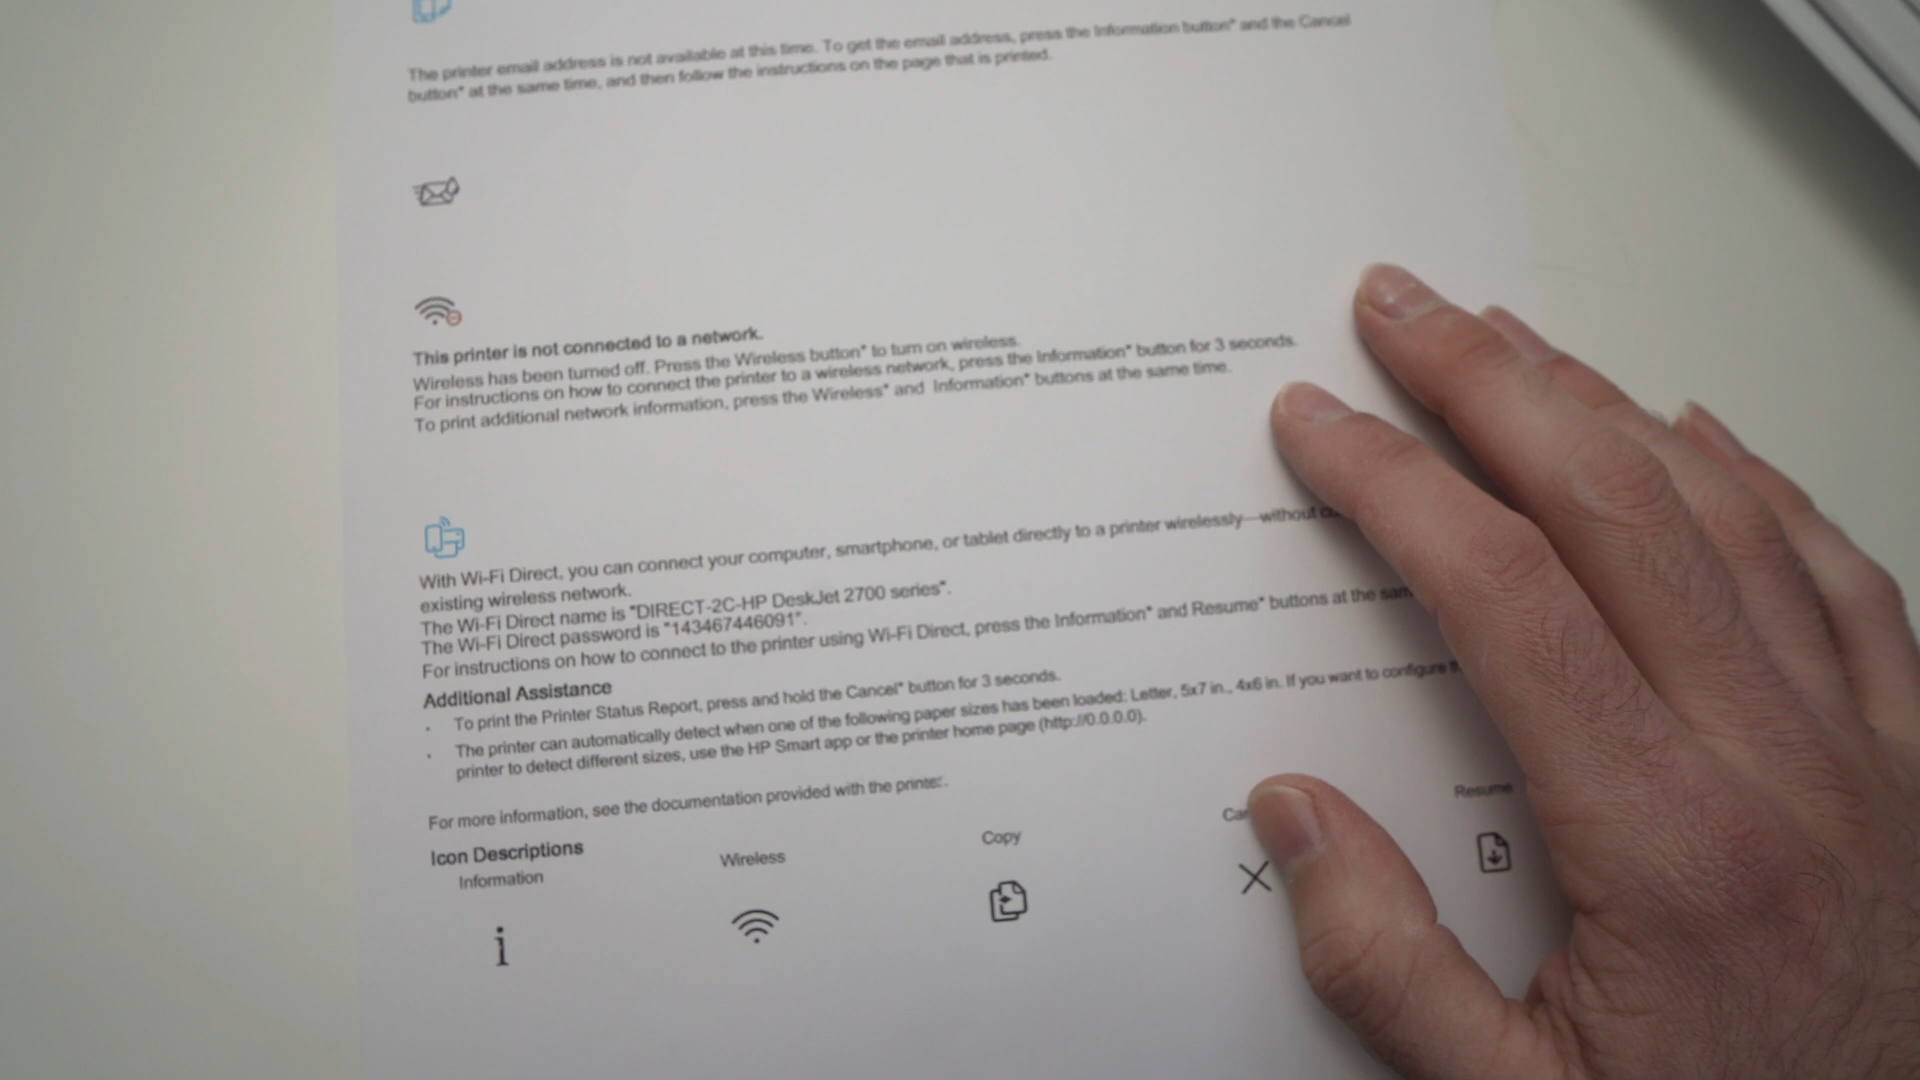 The printer email address is not available at this time. To get the email address, press the Information button* and the Cancel
button* at the same time, and then follow the instructions on the page that is printed.
This printer is not connected to a network.
Wireless has been turned off. Press the Wireless button* to turn on wireless.
For instructions on how to connect the printer to a wireless network, press the Information* button for 3 seconds.
To print additional network information, press the Wireless* and Information* buttons at the same time.
With Wi-Fi Direct, you can connect your computer, smartphone, or tablet directly to a printer wirelessly—without
existing wireless network.
The Wi-Fi Direct name is "DIRECT-2C-HP DeskJet 2700 series".
The Wi-Fi Direct password is "143467446091".
For instructions on how to connect to the printer using Wi-Fi Direct, press the Information* and Resume* buttons at the
Additional Assistance
• To print the Printer Status Report, press and hold the Cancel* button for 3 seconds.
• The printer can automatically detect when one of the following paper sizes has been loaded: Letter, 5x7 in., 4x6 in. If you want to configure
printer to detect different sizes, use the HP Smart app or the printer home page (http://0.0.0.0).
For more information, see the documentation provided with the printer.
Icon Descriptions
Information Wireless Copy Resume